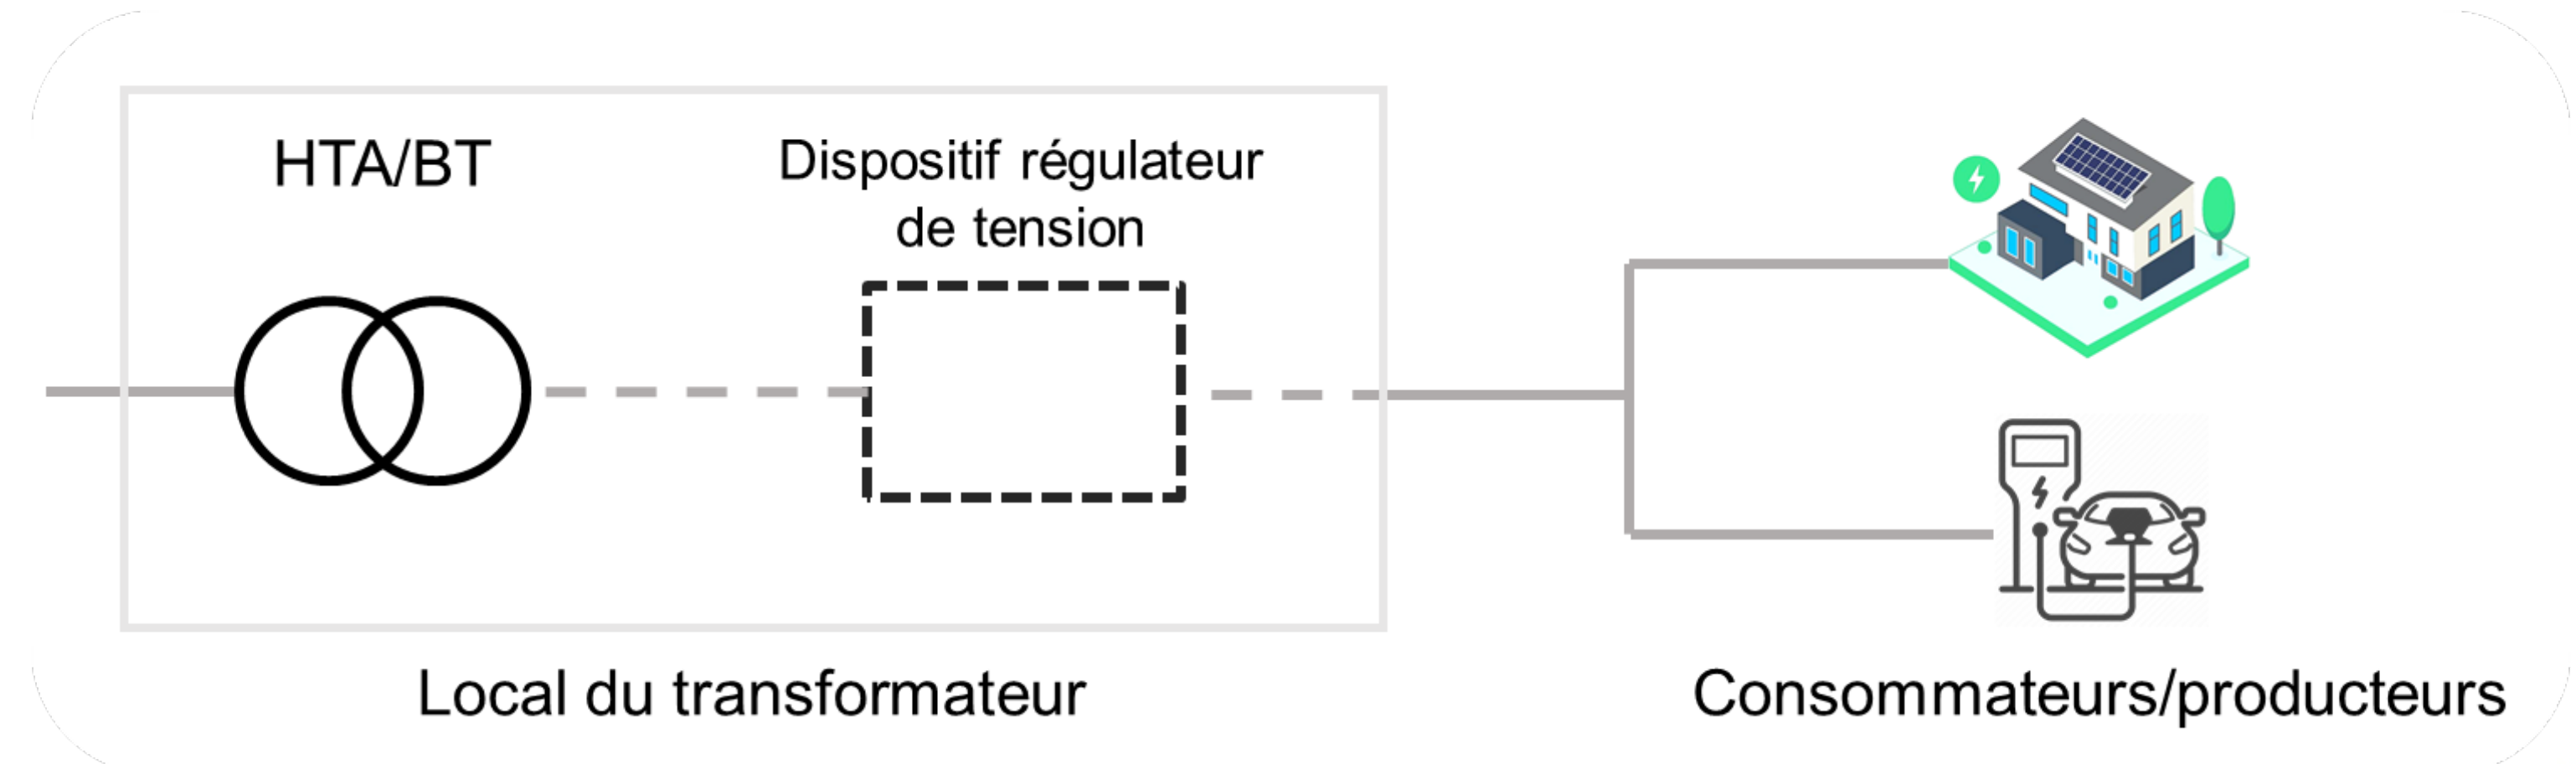 HTA/BT
Dispositif régulateur
de tension
Local du transformateur
Consommateurs/producteurs